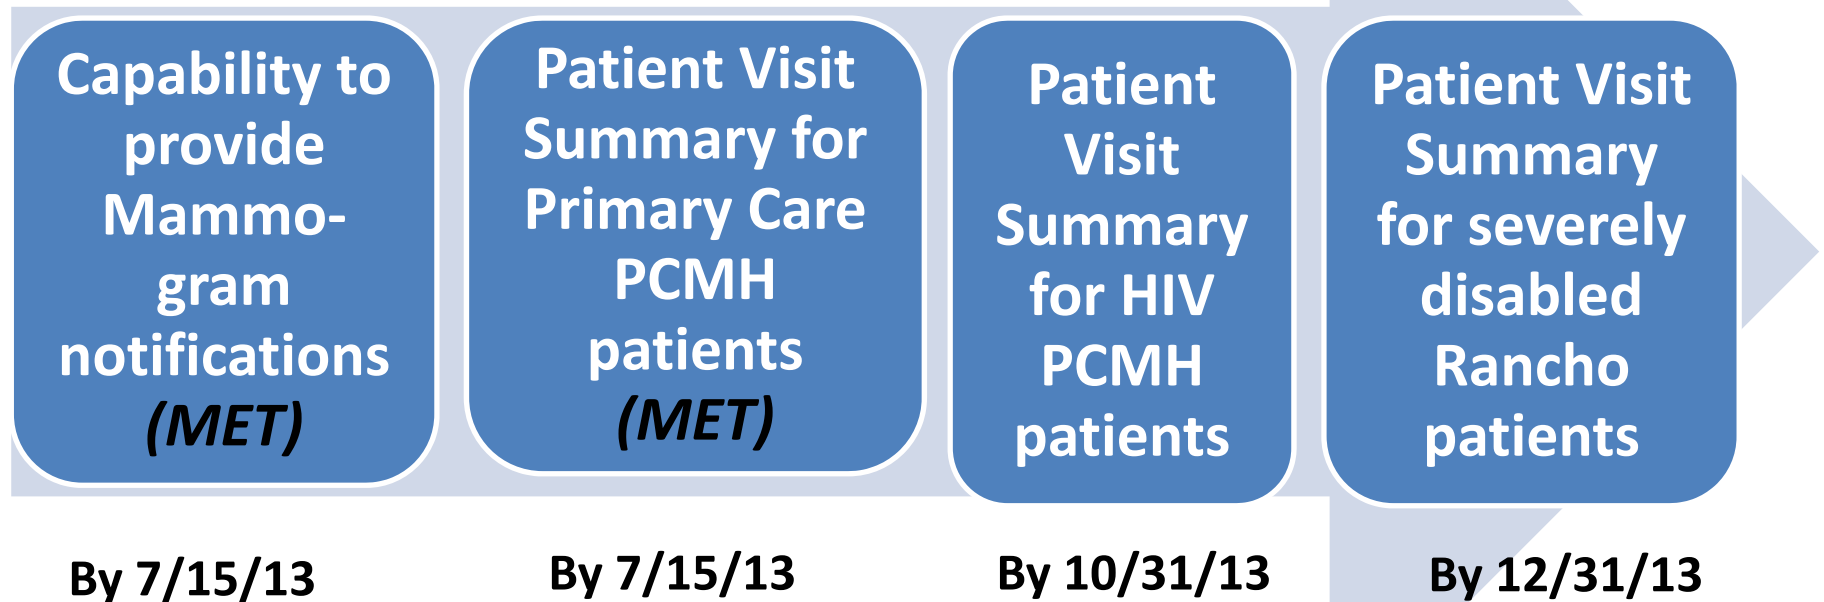 Capability to
provide
Mammo-
gram
notifications
(MET)
Patient Visit
Summary for
Primary Care
PCMH
patients
(MET)
Patient
Visit
Summary
for HIV
PCMH
patients
Patient Visit
Summary
for severely
disabled
Rancho
patients
By 7/15/13
By 7/15/13
By 10/31/13
By 12/31/13